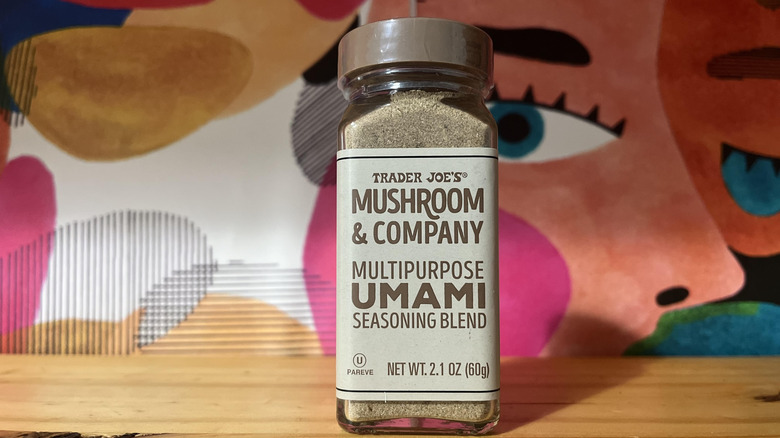 TRADER JOE'S®
MUSHROOM
& COMPANY
MULTIPURPOSE
UMAMI
SEASONING BLEND
U
PAREVE
NET WT. 2.1 OZ (60g)